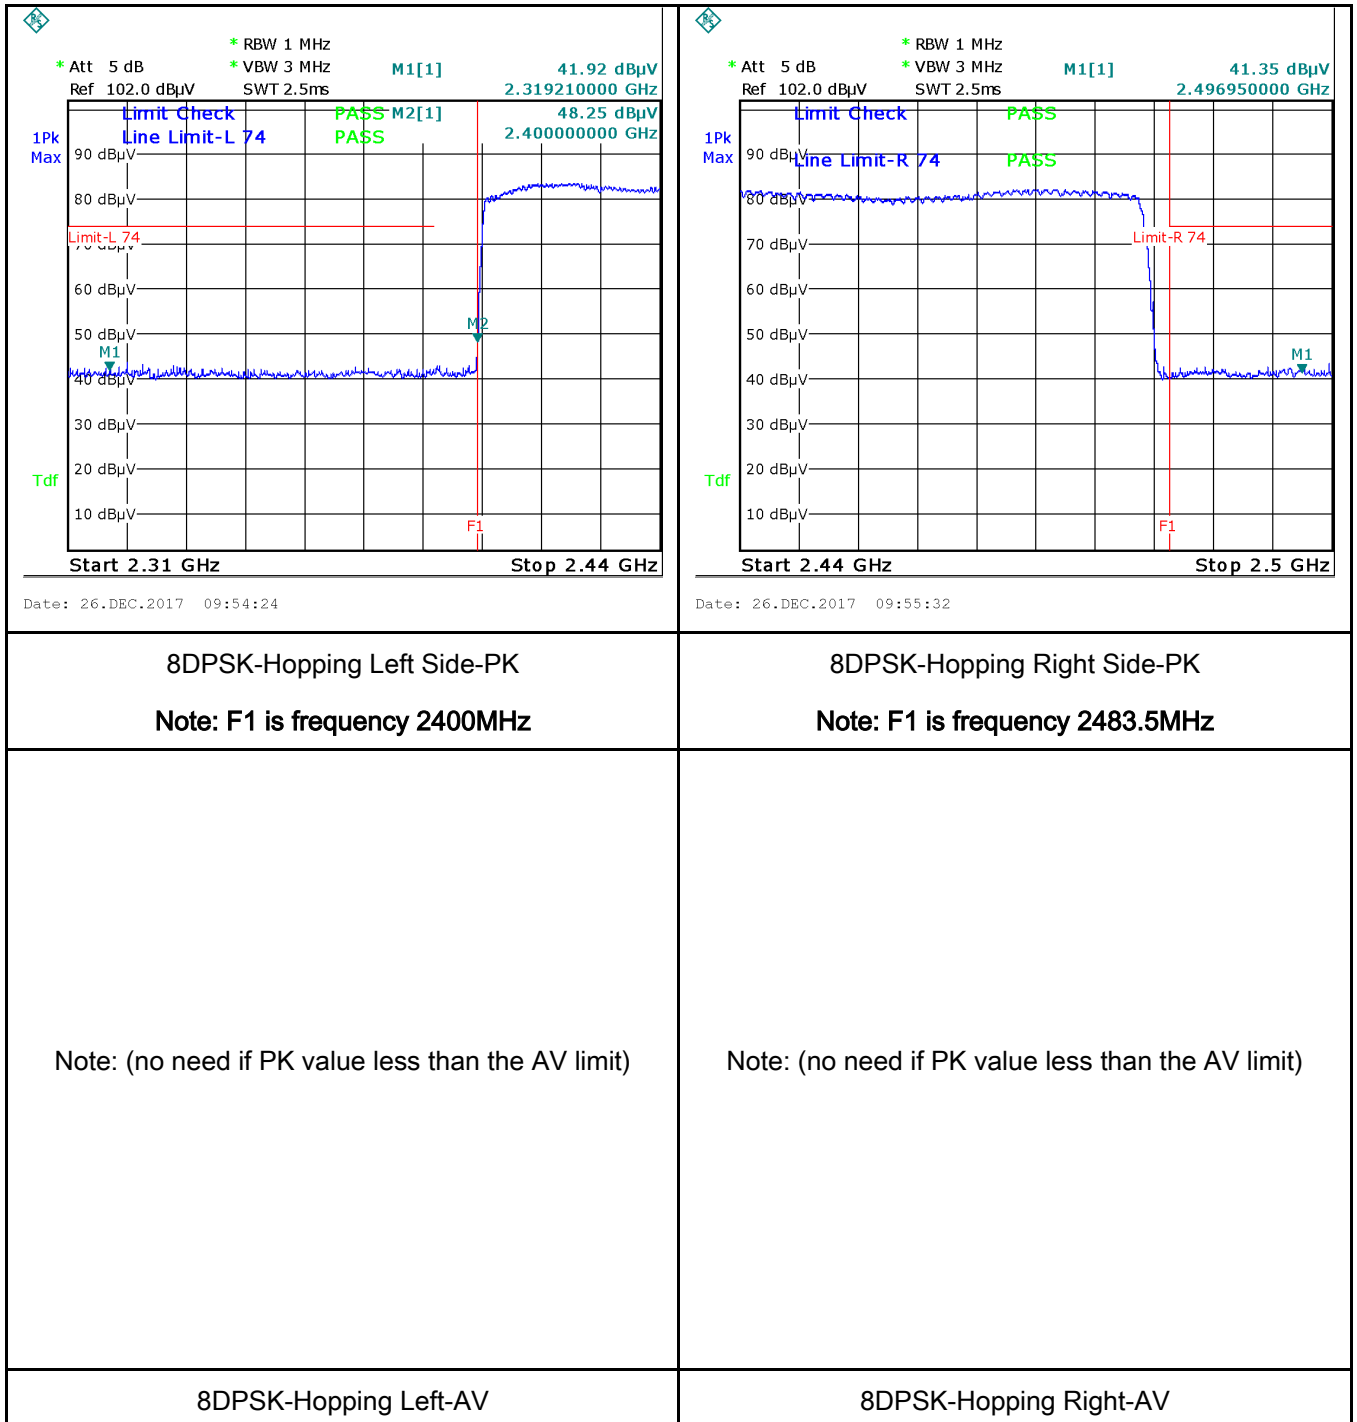 R S
* RBW 1 MHz
* Att 5 dB * VBW 3 MHz M1[1] 41.92 dBµV
Ref 102.0 dBµV SWT 2.5ms 2.319210000 GHz
Limit Check PASS M2[1] 48.25 dBµV
1Pk Line Limit-L 74 PASS 2.400000000 GHz
Max 90 dBµV
80 dBµV
Limit-L 74
70 dBµV
60 dBµV
50 dBµV M2
M1
40 dBµV
30 dBµV
Tdf 20 dBµV
10 dBµV
F1
Start 2.31 GHz Stop 2.44 GHz
Date: 26.DEC.2017 09:54:24
R S
* RBW 1 MHz
* Att 5 dB * VBW 3 MHz M1[1] 41.35 dBµV
Ref 102.0 dBµV SWT 2.5ms 2.496950000 GHz
Limit Check PASS
1Pk
Max 90 dBµV Line Limit-R 74 PASS
80 dBµV
Limit-R 74
70 dBµV
60 dBµV
50 dBµV
M1
40 dBµV
30 dBµV
Tdf 20 dBµV
10 dBµV
F1
Start 2.44 GHz Stop 2.5 GHz
Date: 26.DEC.2017 09:55:32
8DPSK-Hopping Left Side-PK
Note: F1 is frequency 2400MHz
8DPSK-Hopping Right Side-PK
Note: F1 is frequency 2483.5MHz
Note: (no need if PK value less than the AV limit)
Note: (no need if PK value less than the AV limit)
8DPSK-Hopping Left-AV
8DPSK-Hopping Right-AV